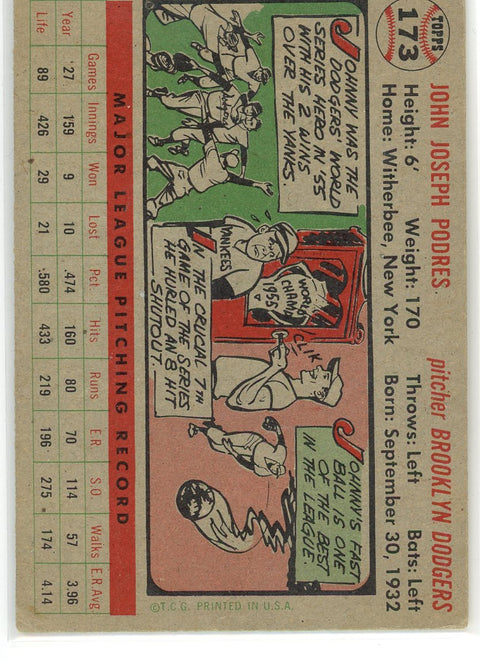 TOPPS
173
JOHN JOSEPH PODRES pitcher BROOKLYN DODGERS
Height: 6' Weight: 170 Throws: Left Bats: Left
Home: Witherbee, New York Born: September 30, 1932
JOHNNY WAS THE
DODGERS' WORLD
SERIES HERO IN '55
WITH HIS 2 WINS
OVER THE YANKS.
YANKEES
WORLD
CHAMPS
1955
CLIK
IN THE CRUCIAL 7TH
GAME OF THE SERIES
HE HURLED AN 8 HIT
SHUTOUT.
JOHNNY'S FAST
BALL IS ONE
OF THE BEST
IN THE LEAGUE.
MAJOR LEAGUE PITCHING RECORD
Games Innings Won Lost Pct. Hits Runs E.R. S.O. Walks E.R.Avg
Year 27 159 9 10 .474 160 80 70 114 57 3.96
Life 89 426 29 21 .580 433 219 196 275 174 4.14
©T.C.G. PRINTED IN U.S.A.